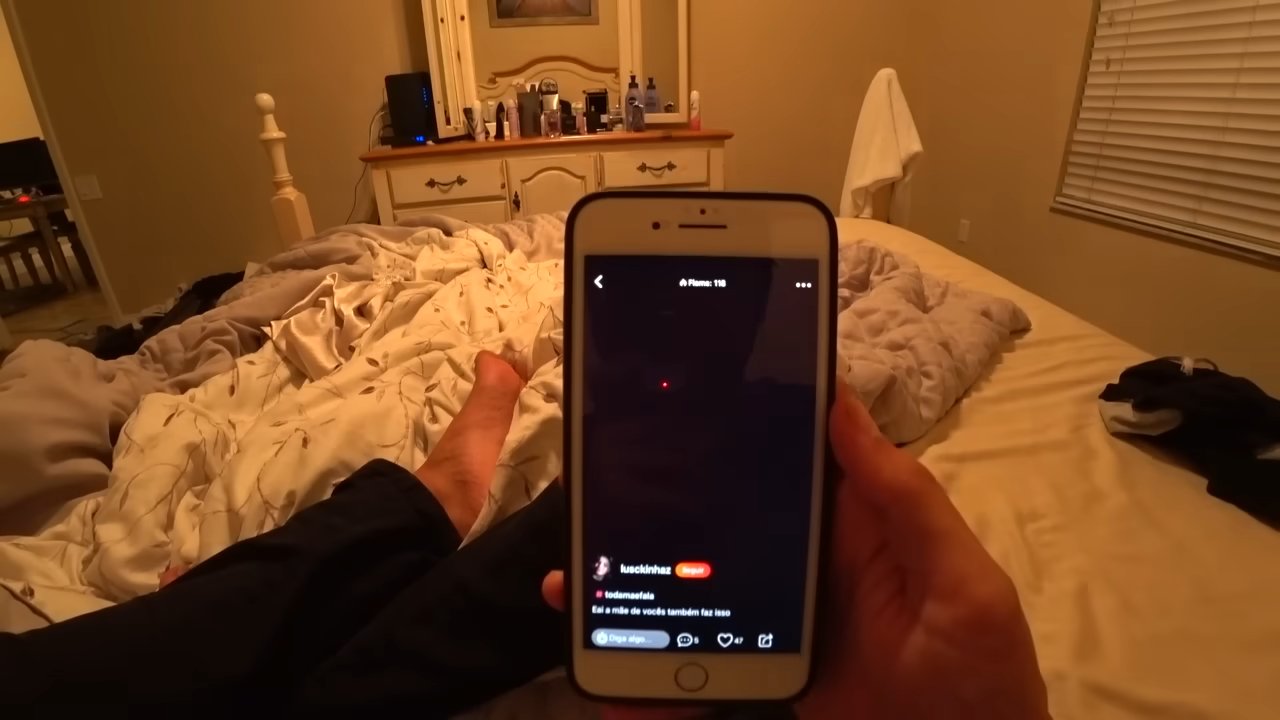 Flame: 118
lusckinhaz
Seguir
# todamaefala
Eai a mãe de vocês também faz isso
Diga algo...
5
47